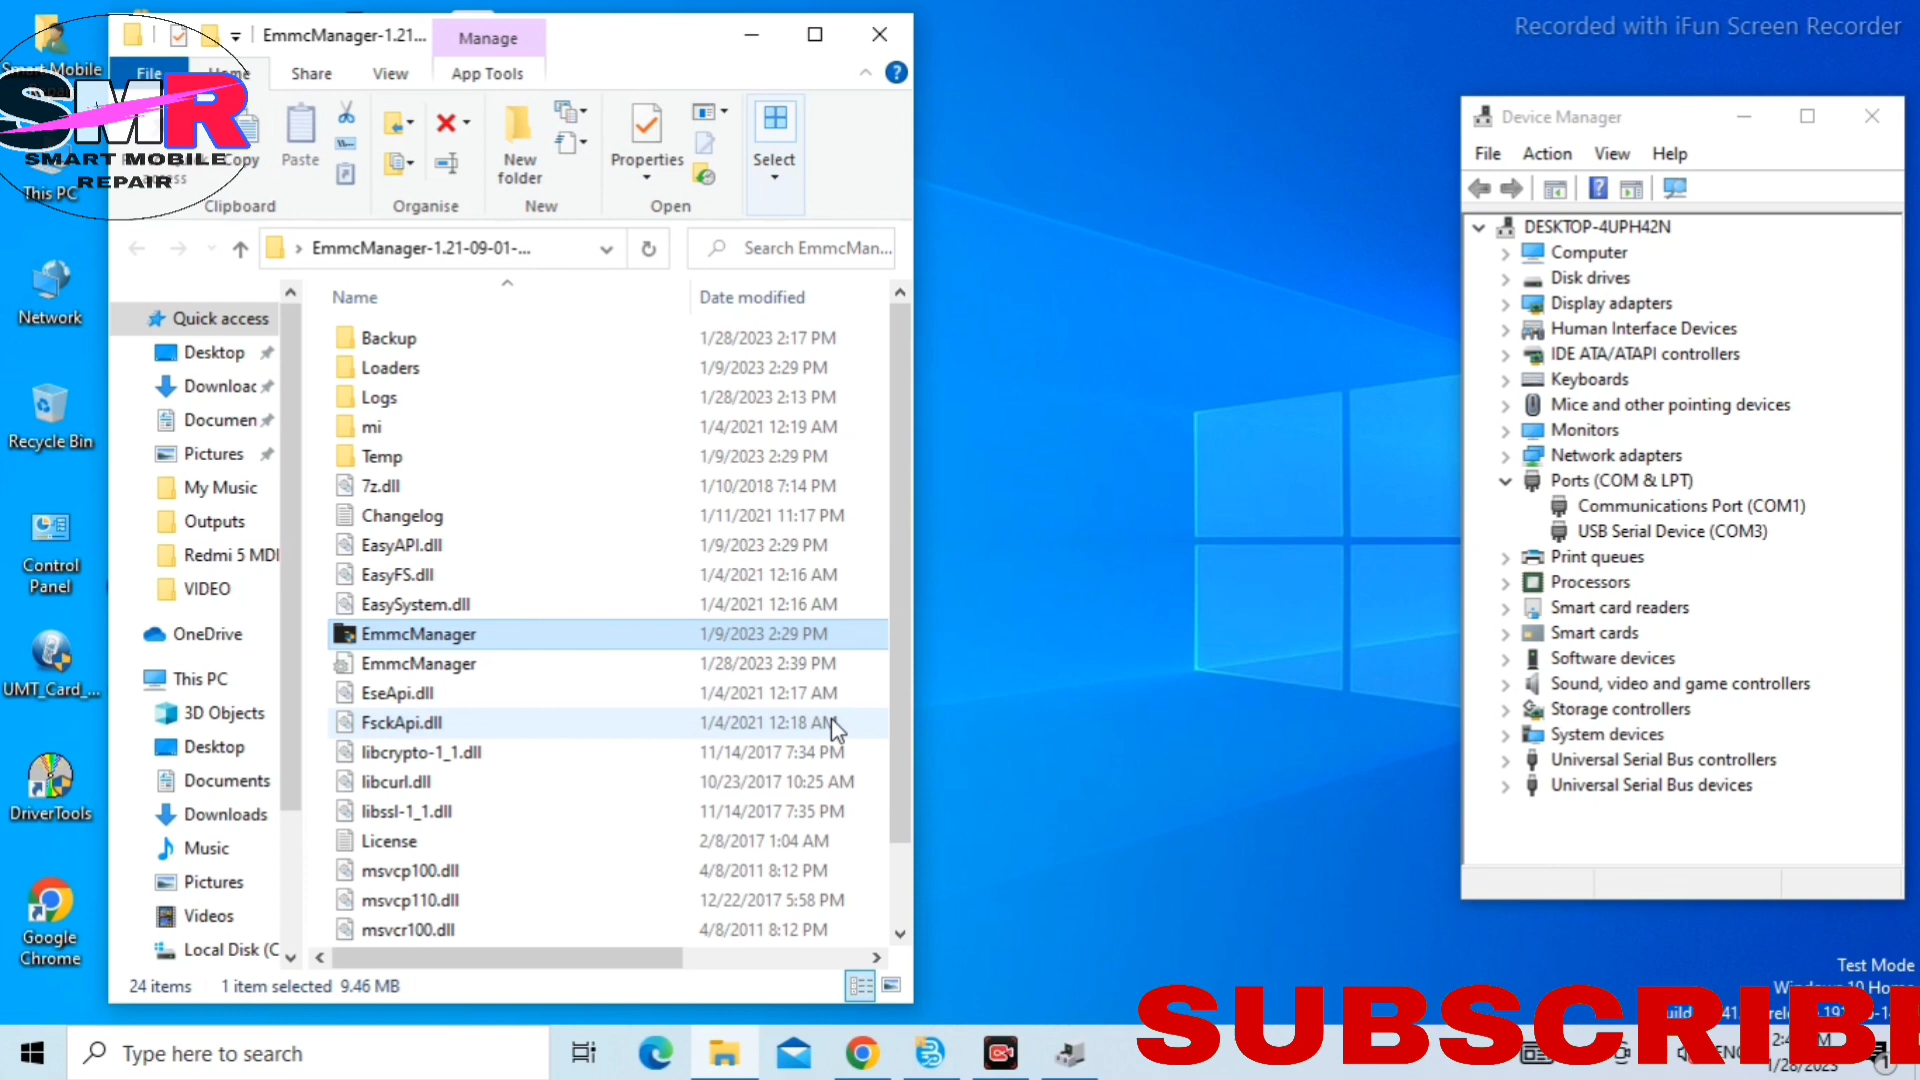 Recorded with iFun Screen Recorder
EmmcManager-1.21...
Manage
File
Home
Share
View
App Tools
Copy
Paste
New folder
Properties
Select
Clipboard
Organise
New
Open
SMR
SMART MOBILE
REPAIR
Smart Mobile
This PC
Network
Recycle Bin
Control
Panel
UMT_Card_...
DriverTools
Google
Chrome
EmmcManager-1.21-09-01-...
Search EmmcMan...
Quick access
Desktop
Downloac
Documen
Pictures
My Music
Outputs
Redmi 5 MDI
VIDEO
OneDrive
This PC
3D Objects
Desktop
Documents
Downloads
Music
Pictures
Videos
Local Disk (C
Name Date modified
Backup 1/28/2023 2:17 PM
Loaders 1/9/2023 2:29 PM
Logs 1/28/2023 2:13 PM
mi 1/4/2021 12:19 AM
Temp 1/9/2023 2:29 PM
7z.dll 1/10/2018 7:14 PM
Changelog 1/11/2021 11:17 PM
EasyAPI.dll 1/9/2023 2:29 PM
EasyFS.dll 1/4/2021 12:16 AM
EasySystem.dll 1/4/2021 12:16 AM
EmmcManager 1/9/2023 2:29 PM
EmmcManager 1/28/2023 2:39 PM
EseApi.dll 1/4/2021 12:17 AM
FsckApi.dll 1/4/2021 12:18 AM
libcrypto-1_1.dll 11/14/2017 7:34 PM
libcurl.dll 10/23/2017 10:25 AM
libssl-1_1.dll 11/14/2017 7:35 PM
License 2/8/2017 1:04 AM
msvcp100.dll 4/8/2011 8:12 PM
msvcp110.dll 12/22/2017 5:58 PM
msvcr100.dll 4/8/2011 8:12 PM
24 items 1 item selected 9.46 MB
Device Manager
File Action View Help
DESKTOP-4UPH42N
Computer
Disk drives
Display adapters
Human Interface Devices
IDE ATA/ATAPI controllers
Keyboards
Mice and other pointing devices
Monitors
Network adapters
Ports (COM & LPT)
Communications Port (COM1)
USB Serial Device (COM3)
Print queues
Processors
Smart card readers
Smart cards
Software devices
Sound, video and game controllers
Storage controllers
System devices
Universal Serial Bus controllers
Universal Serial Bus devices
Test Mode
SUBSCRIBE
Type here to search
1/28/2023